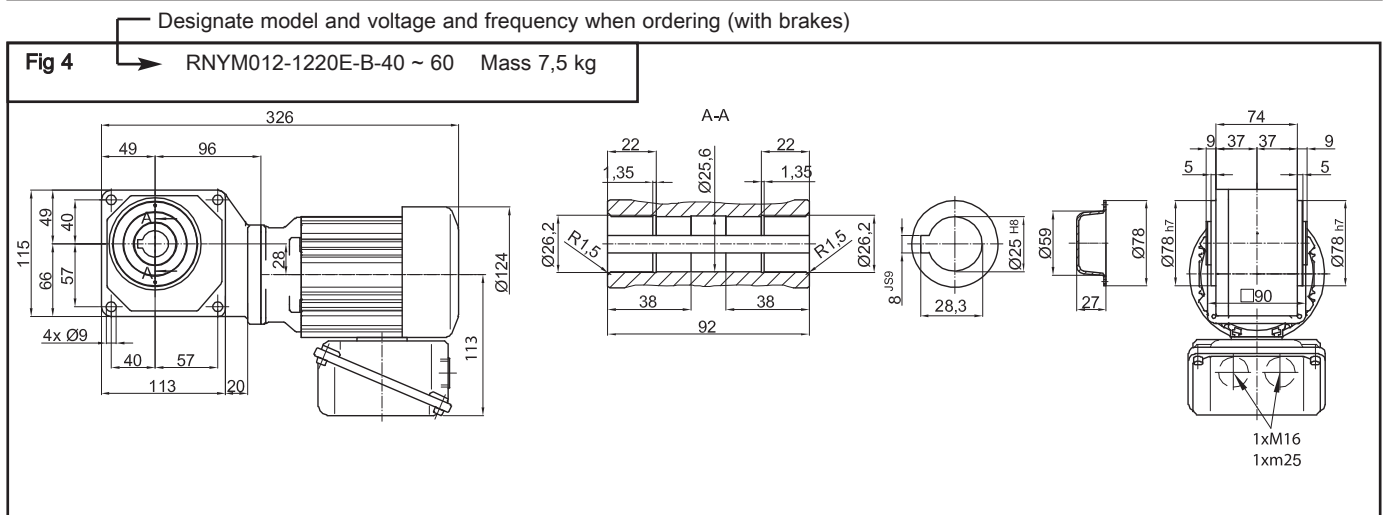 Designate model and voltage and frequency when ordering (with brakes)
Fig 4 RNYM012-1220E-B-40 ~ 60 Mass 7,5 kg
326
49 96
49
40
115
66
57
A
A
28
Ø124
113
4x Ø9
40 57
113 20
A-A
22 22
1,35 1,35
Ø25,6
Ø26,2 Ø26,2
R1,5 R1,5
38 38
92
8 JS9
28,3
Ø25 H8
Ø59
Ø78
27
74
9 37 37 9
5 5
Ø78 h7 Ø78 h7
□90
1xM16
1xm25